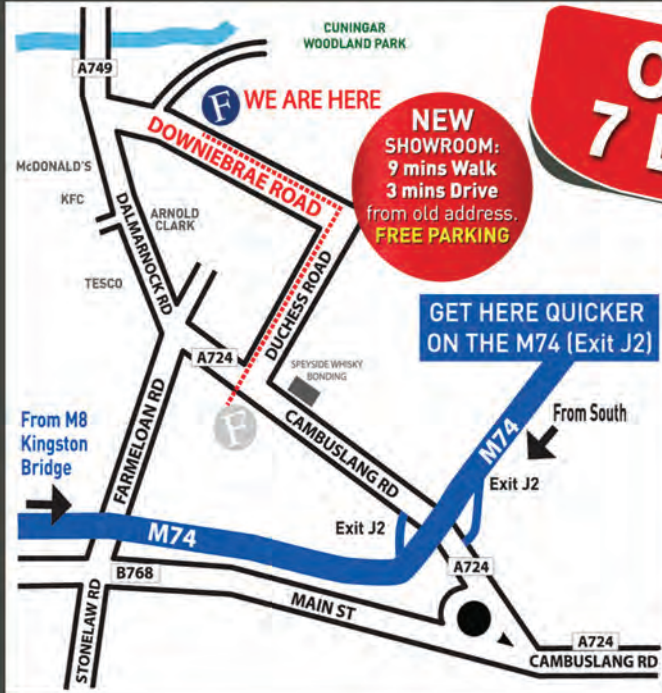 CUNINGAR
WOODLAND PARK
A749
F WE ARE HERE
DOWNIEBRAE ROAD
NEW
SHOWROOM:
9 mins Walk
3 mins Drive
from old address.
FREE PARKING
7
McDONALD'S
KFC
ARNOLD
CLARK
DALMARNOCK RD
TESCO
DUCHESS ROAD
GET HERE QUICKER
ON THE M74 (Exit J2)
A724
SPEYSIDE WHISKY
BONDING
F
From M8
Kingston
Bridge
FARMELOAN RD
CAMBUSLANG RD
M74
From South
Exit J2
Exit J2
M74
B768
A724
STONELAW RD
MAIN ST
A724
CAMBUSLANG RD